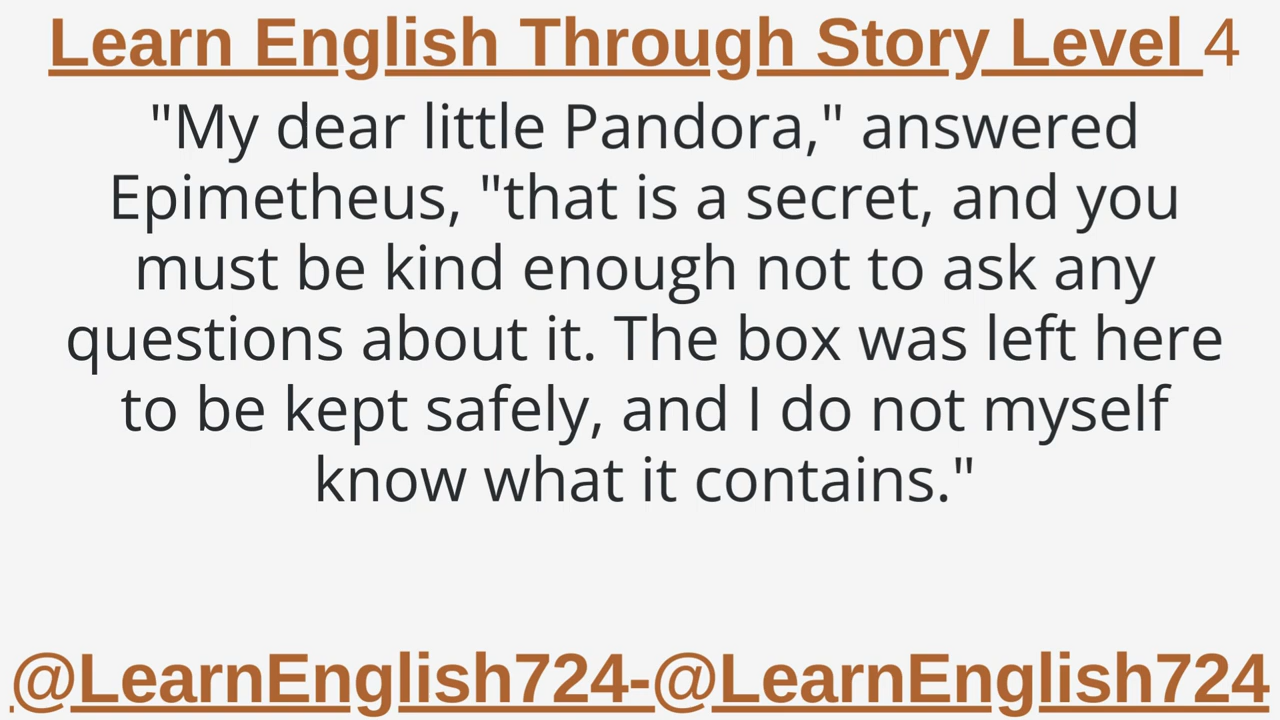 Learn English Through Story Level 4
"My dear little Pandora," answered
Epimetheus, "that is a secret, and you
must be kind enough not to ask any
questions about it. The box was left here
to be kept safely, and I do not myself
know what it contains."
.@LearnEnglish724-@LearnEnglish724